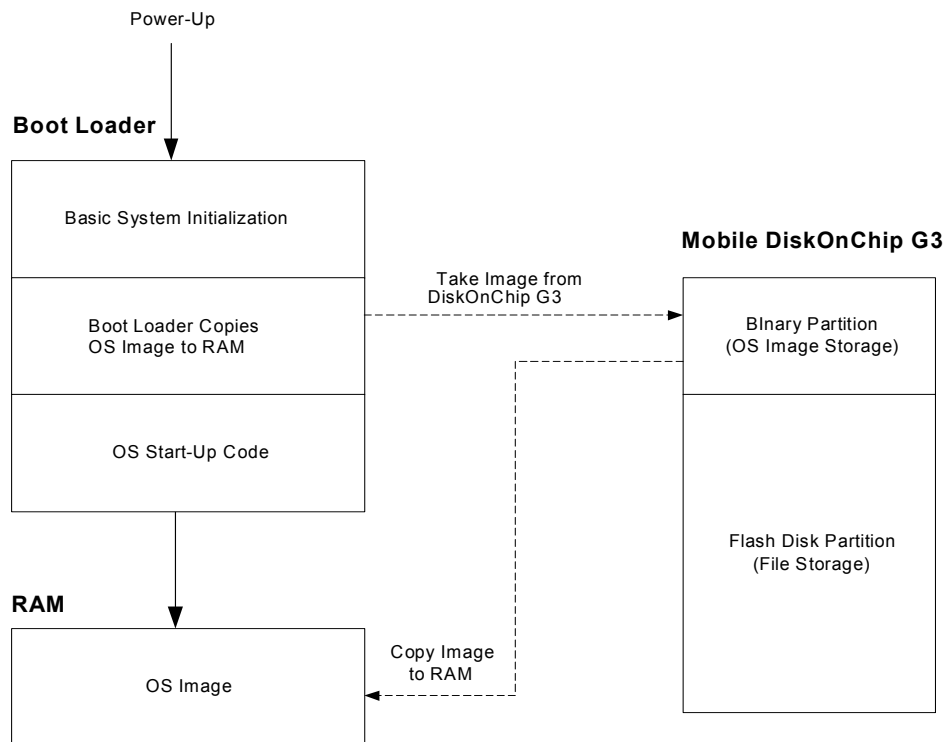 Power-Up
Boot Loader
Basic System Initialization
Mobile DiskOnChip G3
Take Image from
DiskOnChip G3
Boot Loader Copies
OS Image to RAM
BInary Partition
(OS Image Storage)
OS Start-Up Code
Flash Disk Partition
(File Storage)
RAM
Copy Image
to RAM
OS Image